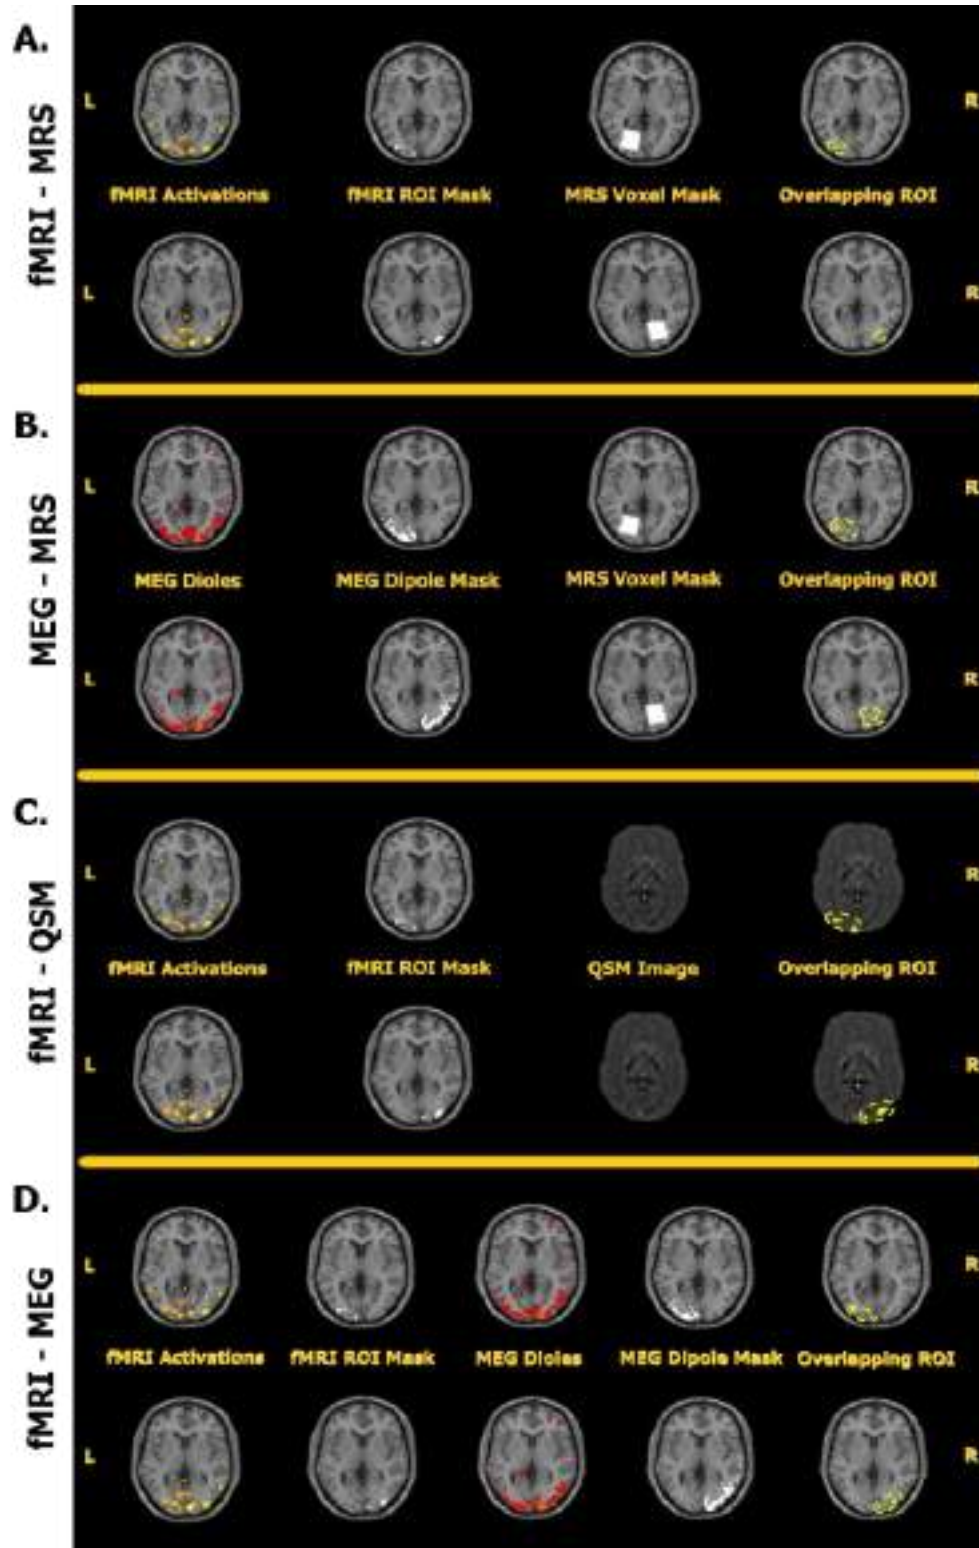 A.
fMRI - MRS
L R
fMRI Activations fMRI ROI Mask MRS Voxel Mask Overlapping ROI
L R
B.
MEG - MRS
L R
MEG Dioles MEG Dipole Mask MRS Voxel Mask Overlapping ROI
L R
C.
fMRI - QSM
L R
fMRI Activations fMRI ROI Mask QSM Image Overlapping ROI
L R
D.
fMRI - MEG
L R
fMRI Activations fMRI ROI Mask MEG Dioles MEG Dipole Mask Overlapping ROI
L R